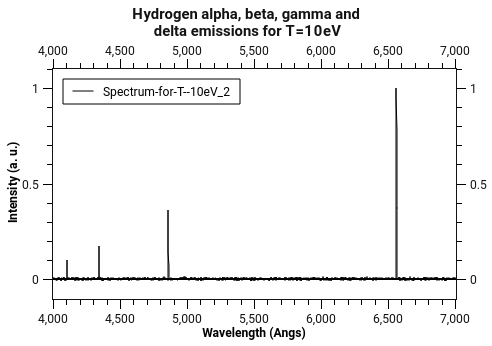 Hydrogen alpha, beta, gamma and
delta emissions for T=10eV
4,000 4,500 5,000 5,500 6,000 6,500 7,000
Spectrum-for-T--10eV_2
Intensity (a. u.)
1 1
0.5 0.5
0 0
4,000 4,500 5,000 5,500 6,000 6,500 7,000
Wavelength (Angs)